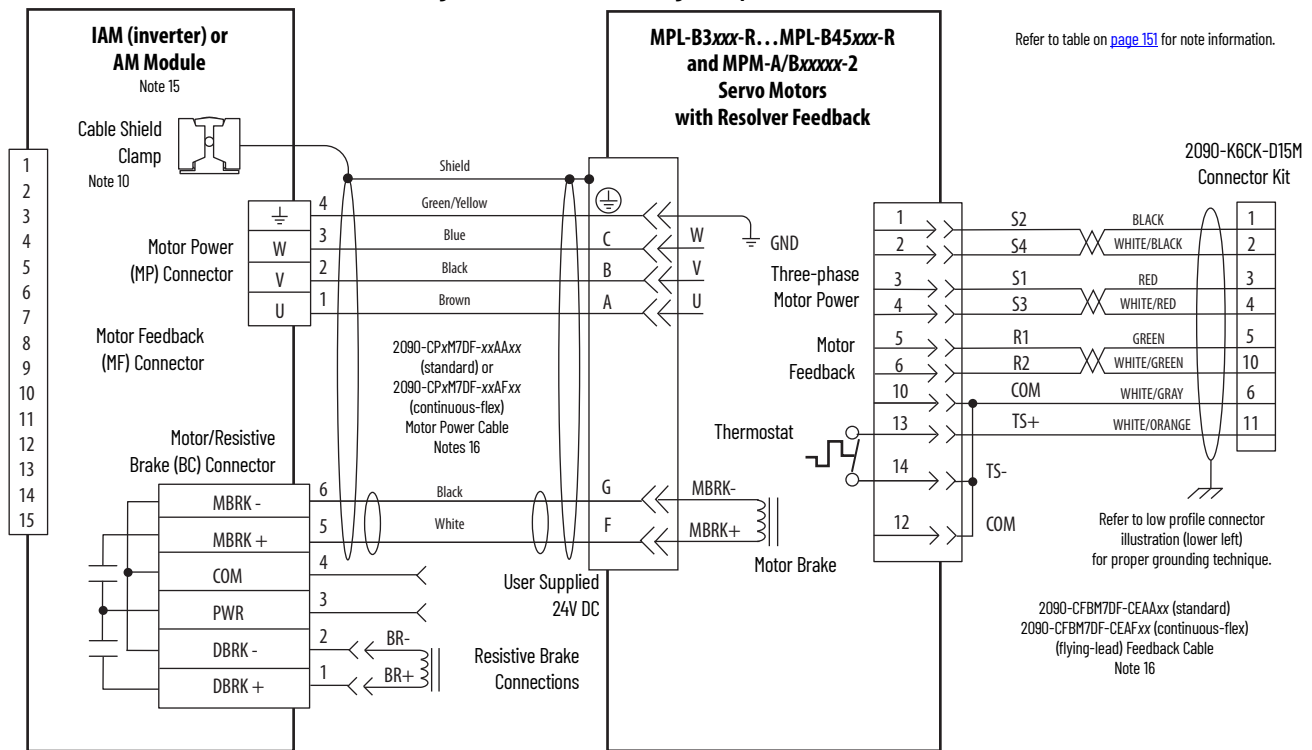 IAM (inverter) or
AM Module
Note 15
Cable Shield
Clamp
Note 10
1
2
3
4
5
6
7
8
9
10
11
12
13
14
15
Motor Power
(MP) Connector
W
V
U
4
3
2
1
Motor Feedback
(MF) Connector
Motor/Resistive
Brake (BC) Connector
MBRK -
MBRK +
COM
PWR
DBRK -
DBRK +
6
5
4
3
2
1
Shield
Green/Yellow
Blue
Black
Brown
2090-CPxM7DF-xxAAxx
(standard) or
2090-CPxM7DF-xxAFxx
(continuous-flex)
Motor Power Cable
Notes 16
Black
White
User Supplied
24V DC
BR-
BR+
Resistive Brake
Connections
MPL-B3xxx-R…MPL-B45xxx-R
and MPM-A/Bxxxxx-2
Servo Motors
with Resolver Feedback
C
B
A
G
F
W
V
U
GND
Three-phase
Motor Power
Motor
Feedback
Thermostat
MBRK-
MBRK+
Motor Brake
1
2
3
4
5
6
10
13
14
12
S2
S4
S1
S3
R1
R2
COM
TS+
TS-
COM
BLACK
WHITE/BLACK
RED
WHITE/RED
GREEN
WHITE/GREEN
WHITE/GRAY
WHITE/ORANGE
Refer to table on page 151 for note information.
2090-K6CK-D15M
Connector Kit
1
2
3
4
5
10
6
11
Refer to low profile connector
illustration (lower left)
for proper grounding technique.
2090-CFBM7DF-CEAAxx (standard)
2090-CFBM7DF-CEAFxx (continuous-flex)
(flying-lead) Feedback Cable
Note 16